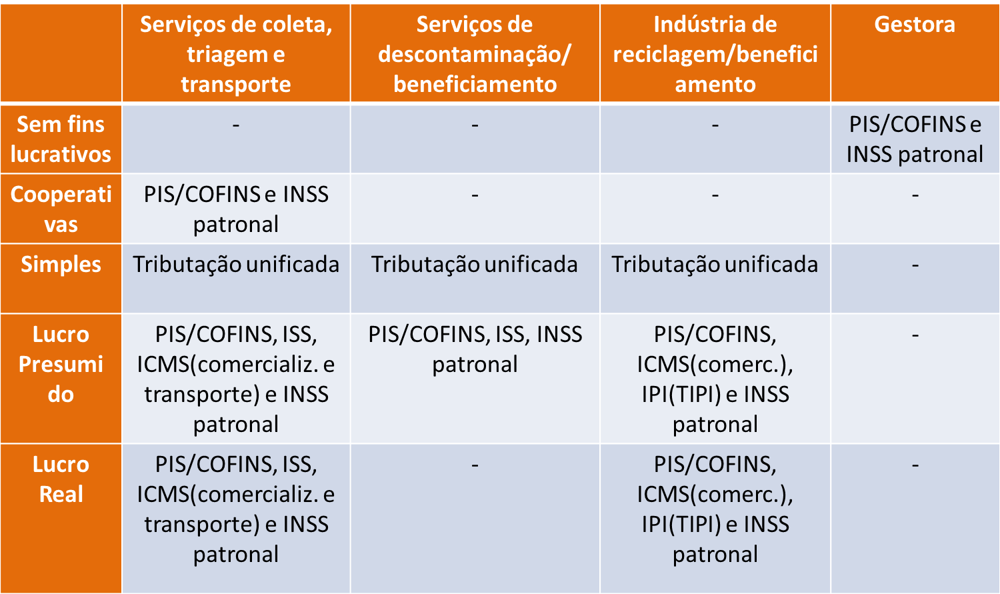 Serviços de coleta,
triagem e
transporte
Serviços de
descontaminação/
beneficiamento
Indústria de
reciclagem/benefici
amento
Gestora
Sem fins
lucrativos
-
-
-
PIS/COFINS e
INSS patronal
Cooperati
vas
PIS/COFINS e INSS
patronal
-
-
-
Simples
Tributação unificada
Tributação unificada
Tributação unificada
-
Lucro
Presumi
do
PIS/COFINS, ISS,
ICMS(comercializ. e
transporte) e INSS
patronal
PIS/COFINS, ISS, INSS
patronal
PIS/COFINS,
ICMS(comerc.),
IPI(TIPI) e INSS
patronal
-
Lucro
Real
PIS/COFINS, ISS,
ICMS(comercializ. e
transporte) e INSS
patronal
-
PIS/COFINS,
ICMS(comerc.),
IPI(TIPI) e INSS
patronal
-